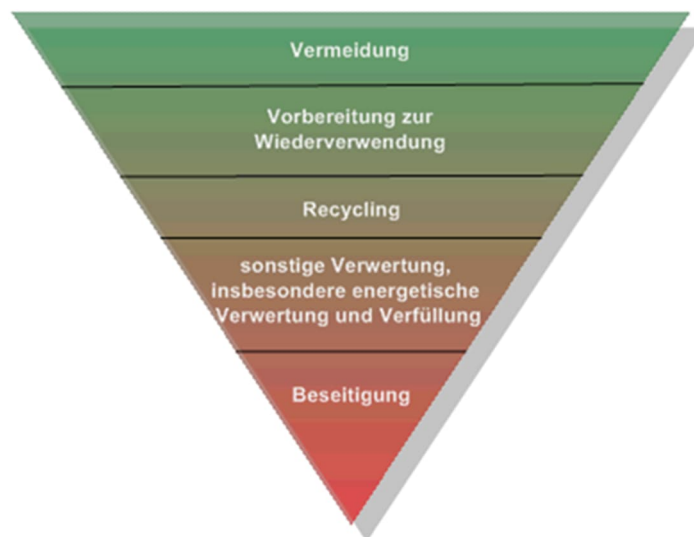 Vermeidung
Vorbereitung zur
Wiederverwendung
Recycling
sonstige Verwertung,
insbesondere energetische
Verwertung und Verfüllung
Beseitigung